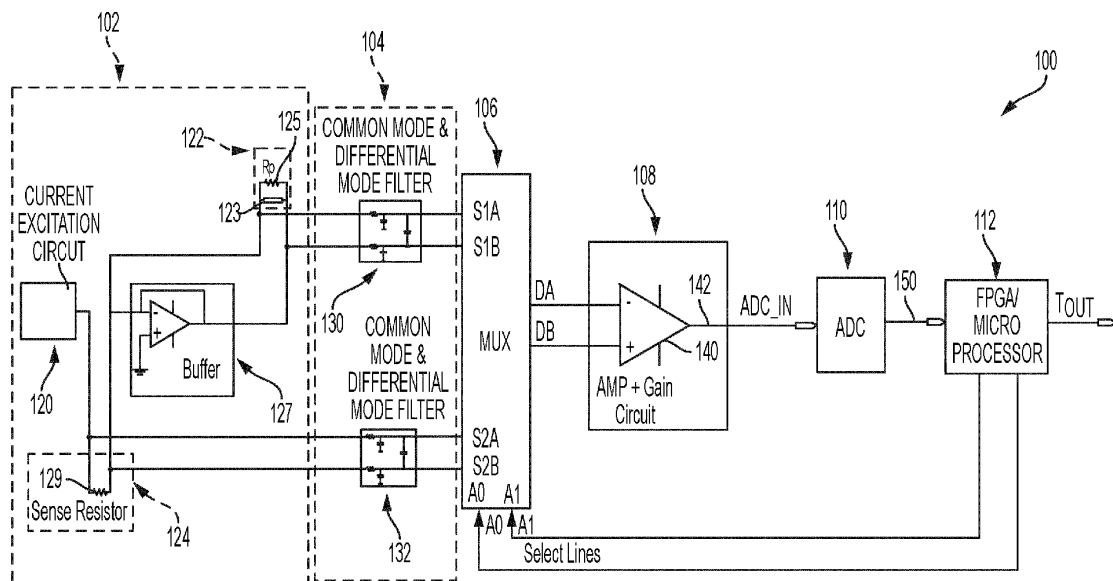 102
104
100
COMMON MODE &
DIFFERENTIAL
MODE FILTER
106
122
125
Rp
123
CURRENT
EXCITATION
CIRCUT
S1A
S1B
108
110
112
130
DA
DB
142
ADC_IN
ADC
150
FPGA/
MICRO
PROCESSOR
TOUT
MUX
140
AMP + Gain
Circuit
Buffer
127
120
COMMON
MODE &
DIFFERENTIAL
MODE FILTER
S2A
S2B
129
Sense Resistor
124
132
A0
A1
A0
A1
Select Lines
-
+
-
+